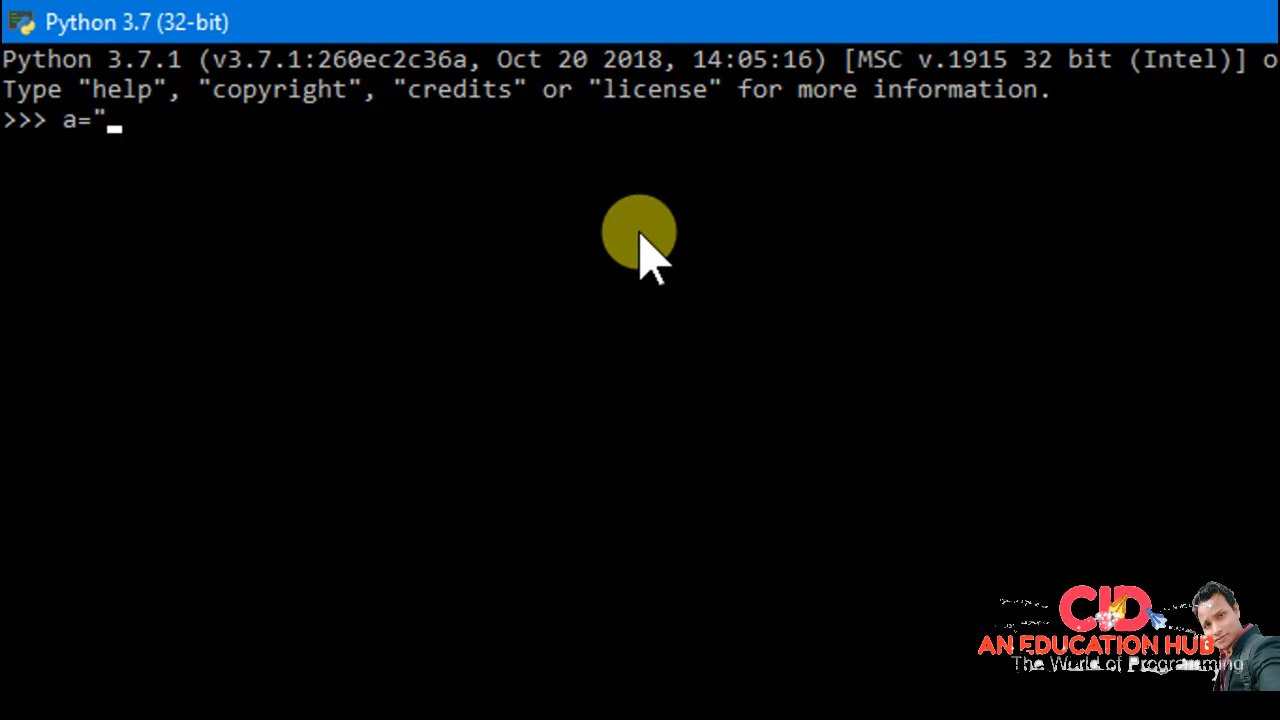 Python 3.7 (32-bit)
Python 3.7.1 (v3.7.1:260ec2c36a, Oct 20 2018, 14:05:16) [MSC v.1915 32 bit (Intel)] o
Type "help", "copyright", "credits" or "license" for more information.
>>> a="
CID
AN EDUCATION HUB
The World of Programming